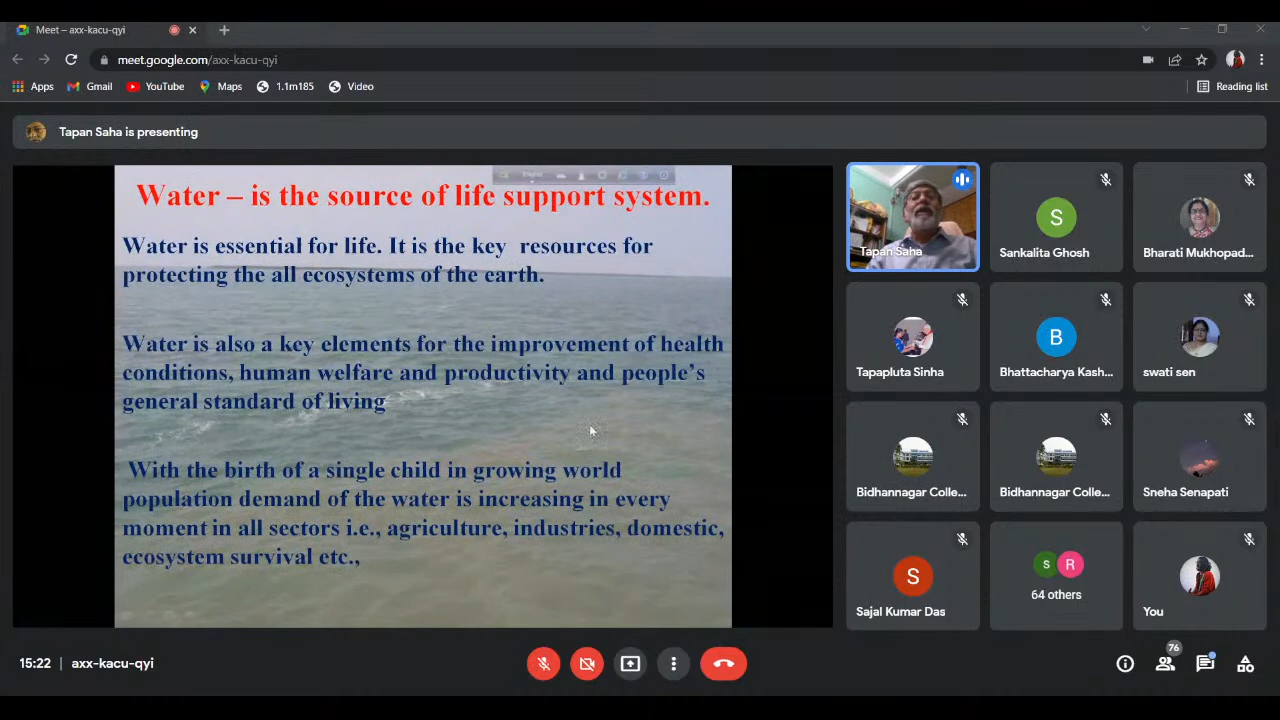 Meet – axx-kacu-qyi
meet.google.com/axx-kacu-qyi
Apps
Gmail
YouTube
Maps
1.1m185
Video
Reading list
Tapan Saha is presenting
Water – is the source of life support system.
Water is essential for life. It is the key resources for
protecting the all ecosystems of the earth.
Water is also a key elements for the improvement of health
conditions, human welfare and productivity and people's
general standard of living
With the birth of a single child in growing world
population demand of the water is increasing in every
moment in all sectors i.e., agriculture, industries, domestic,
ecosystem survival etc.,
Tapan Saha
S
Sankalita Ghosh
Bharati Mukhopad...
Tapapluta Sinha
B
Bhattacharya Kash...
swati sen
Bidhannagar Colle...
Bidhannagar Colle...
Sneha Senapati
S
Sajal Kumar Das
S R
64 others
You
15:22 | axx-kacu-qyi
76